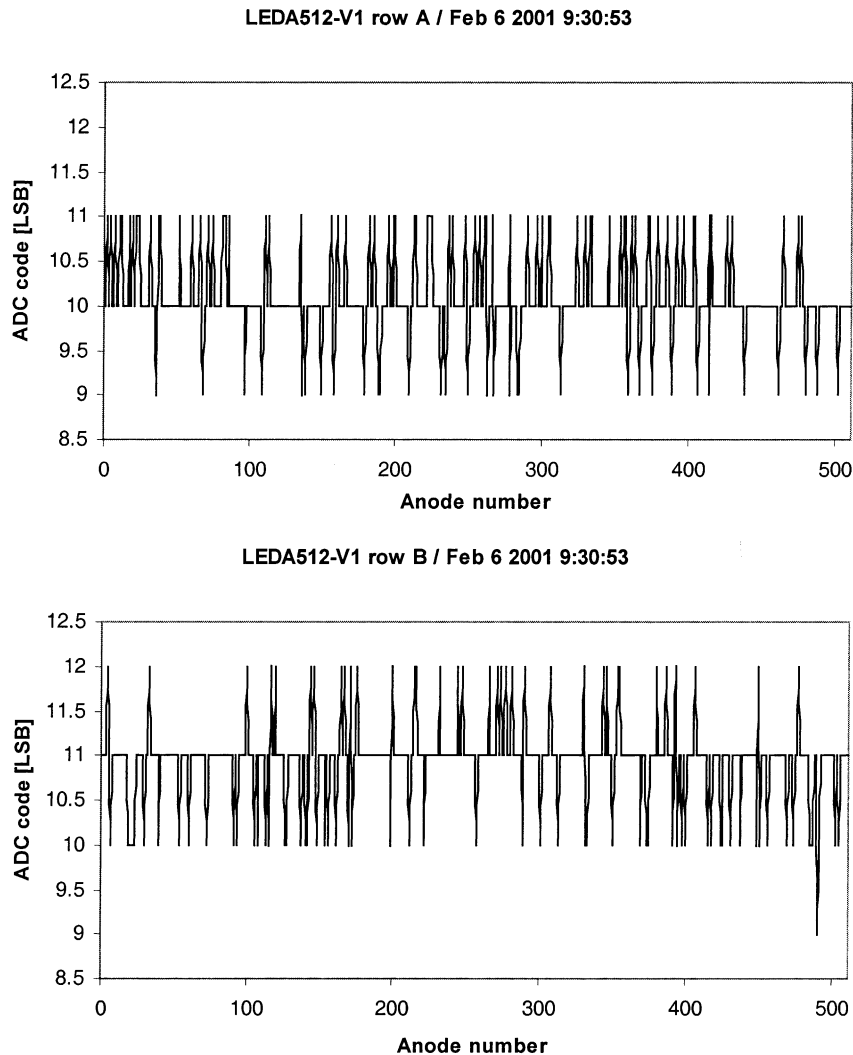 LEDA512-V1 row A / Feb 6 2001 9:30:53
12.5
12
11.5
11
10.5
10
9.5
9
8.5
ADC code [LSB]
0 100 200 300 400 500
Anode number
LEDA512-V1 row B / Feb 6 2001 9:30:53
12.5
12
11.5
11
10.5
10
9.5
9
8.5
ADC code [LSB]
0 100 200 300 400 500
Anode number